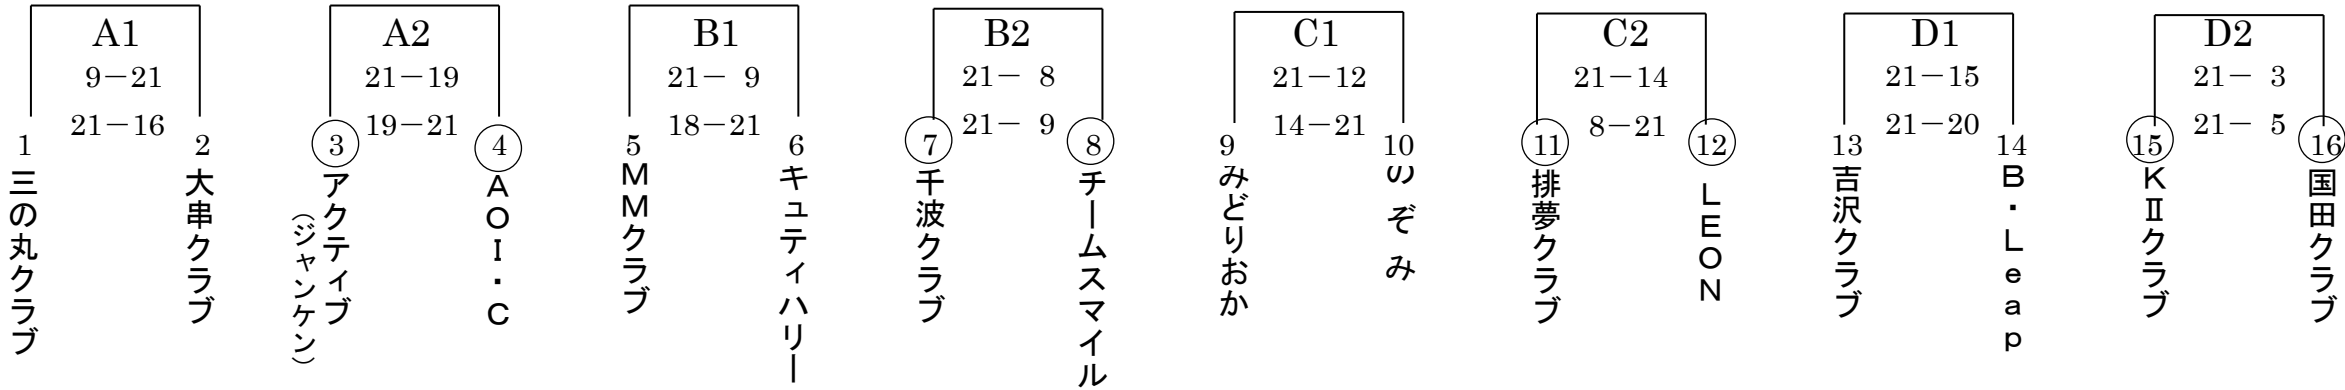 A1
9－21
21－16
1
三の丸クラブ
2
大串クラブ
A2
21－19
19－21
③
アクティブ
（ジャンケン）
④
ＡＯＩ・Ｃ
B1
21－ 9
18－21
5
ＭＭクラブ
6
キュティハリー
B2
21－ 8
21－ 9
⑦
千波クラブ
⑧
チームスマイル
C1
21－12
14－21
9
みどりおか
10
のぞみ
C2
21－14
8－21
⑪
排夢クラブ
⑫
ＬＥＯＮ
D1
21－15
21－20
13
吉沢クラブ
14
Ｂ・Ｌｅａｐ
D2
21－ 3
21－ 5
⑮
ＫⅡクラブ
⑯
国田クラブ